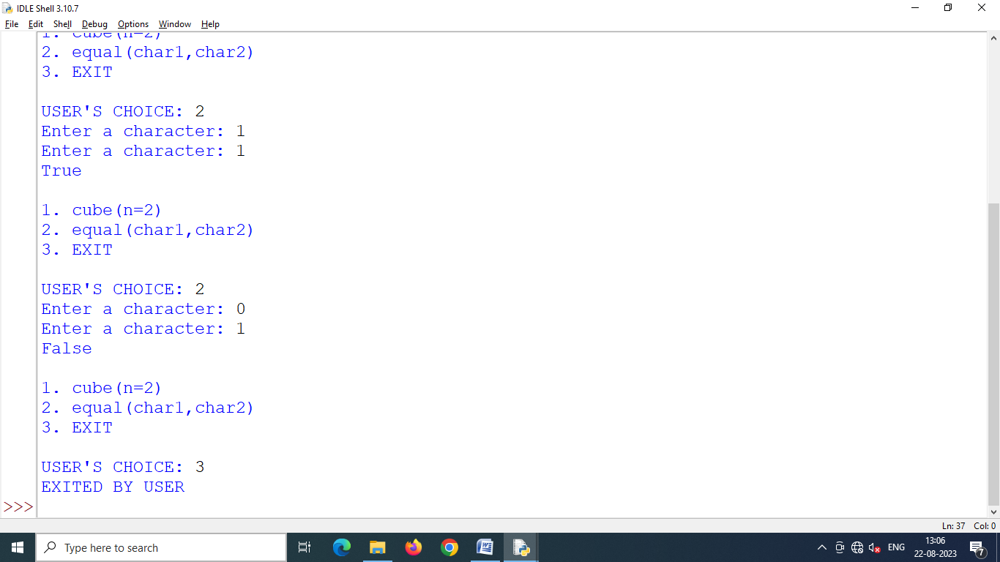 IDLE Shell 3.10.7
File Edit Shell Debug Options Window Help
1. cube(n=2)
2. equal(char1,char2)
3. EXIT
USER'S CHOICE: 2
Enter a character: 1
Enter a character: 1
True
1. cube(n=2)
2. equal(char1,char2)
3. EXIT
USER'S CHOICE: 2
Enter a character: 0
Enter a character: 1
False
1. cube(n=2)
2. equal(char1,char2)
3. EXIT
USER'S CHOICE: 3
EXITED BY USER
>>>
Ln: 37 Col: 0
Type here to search
ENG
13:06
22-08-2023
7